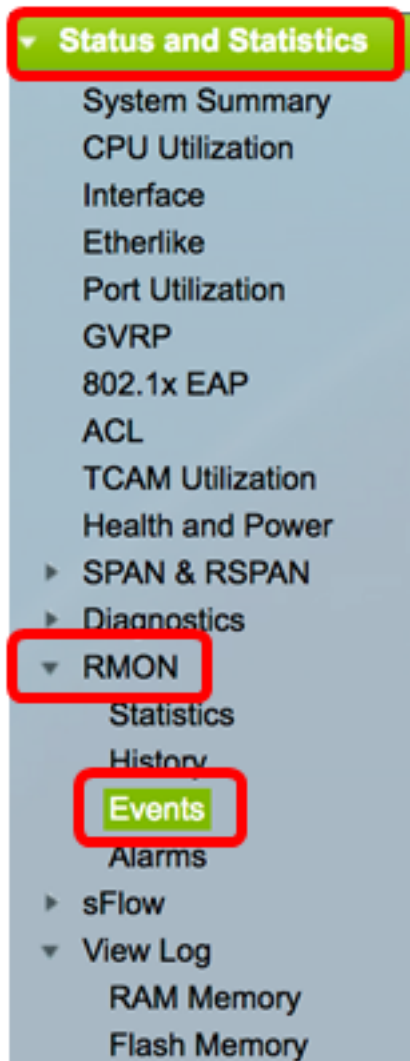 Status and Statistics
System Summary
CPU Utilization
Interface
Etherlike
Port Utilization
GVRP
802.1x EAP
ACL
TCAM Utilization
Health and Power
SPAN & RSPAN
Diagnostics
RMON
Statistics
History
Events
Alarms
sFlow
View Log
RAM Memory
Flash Memory